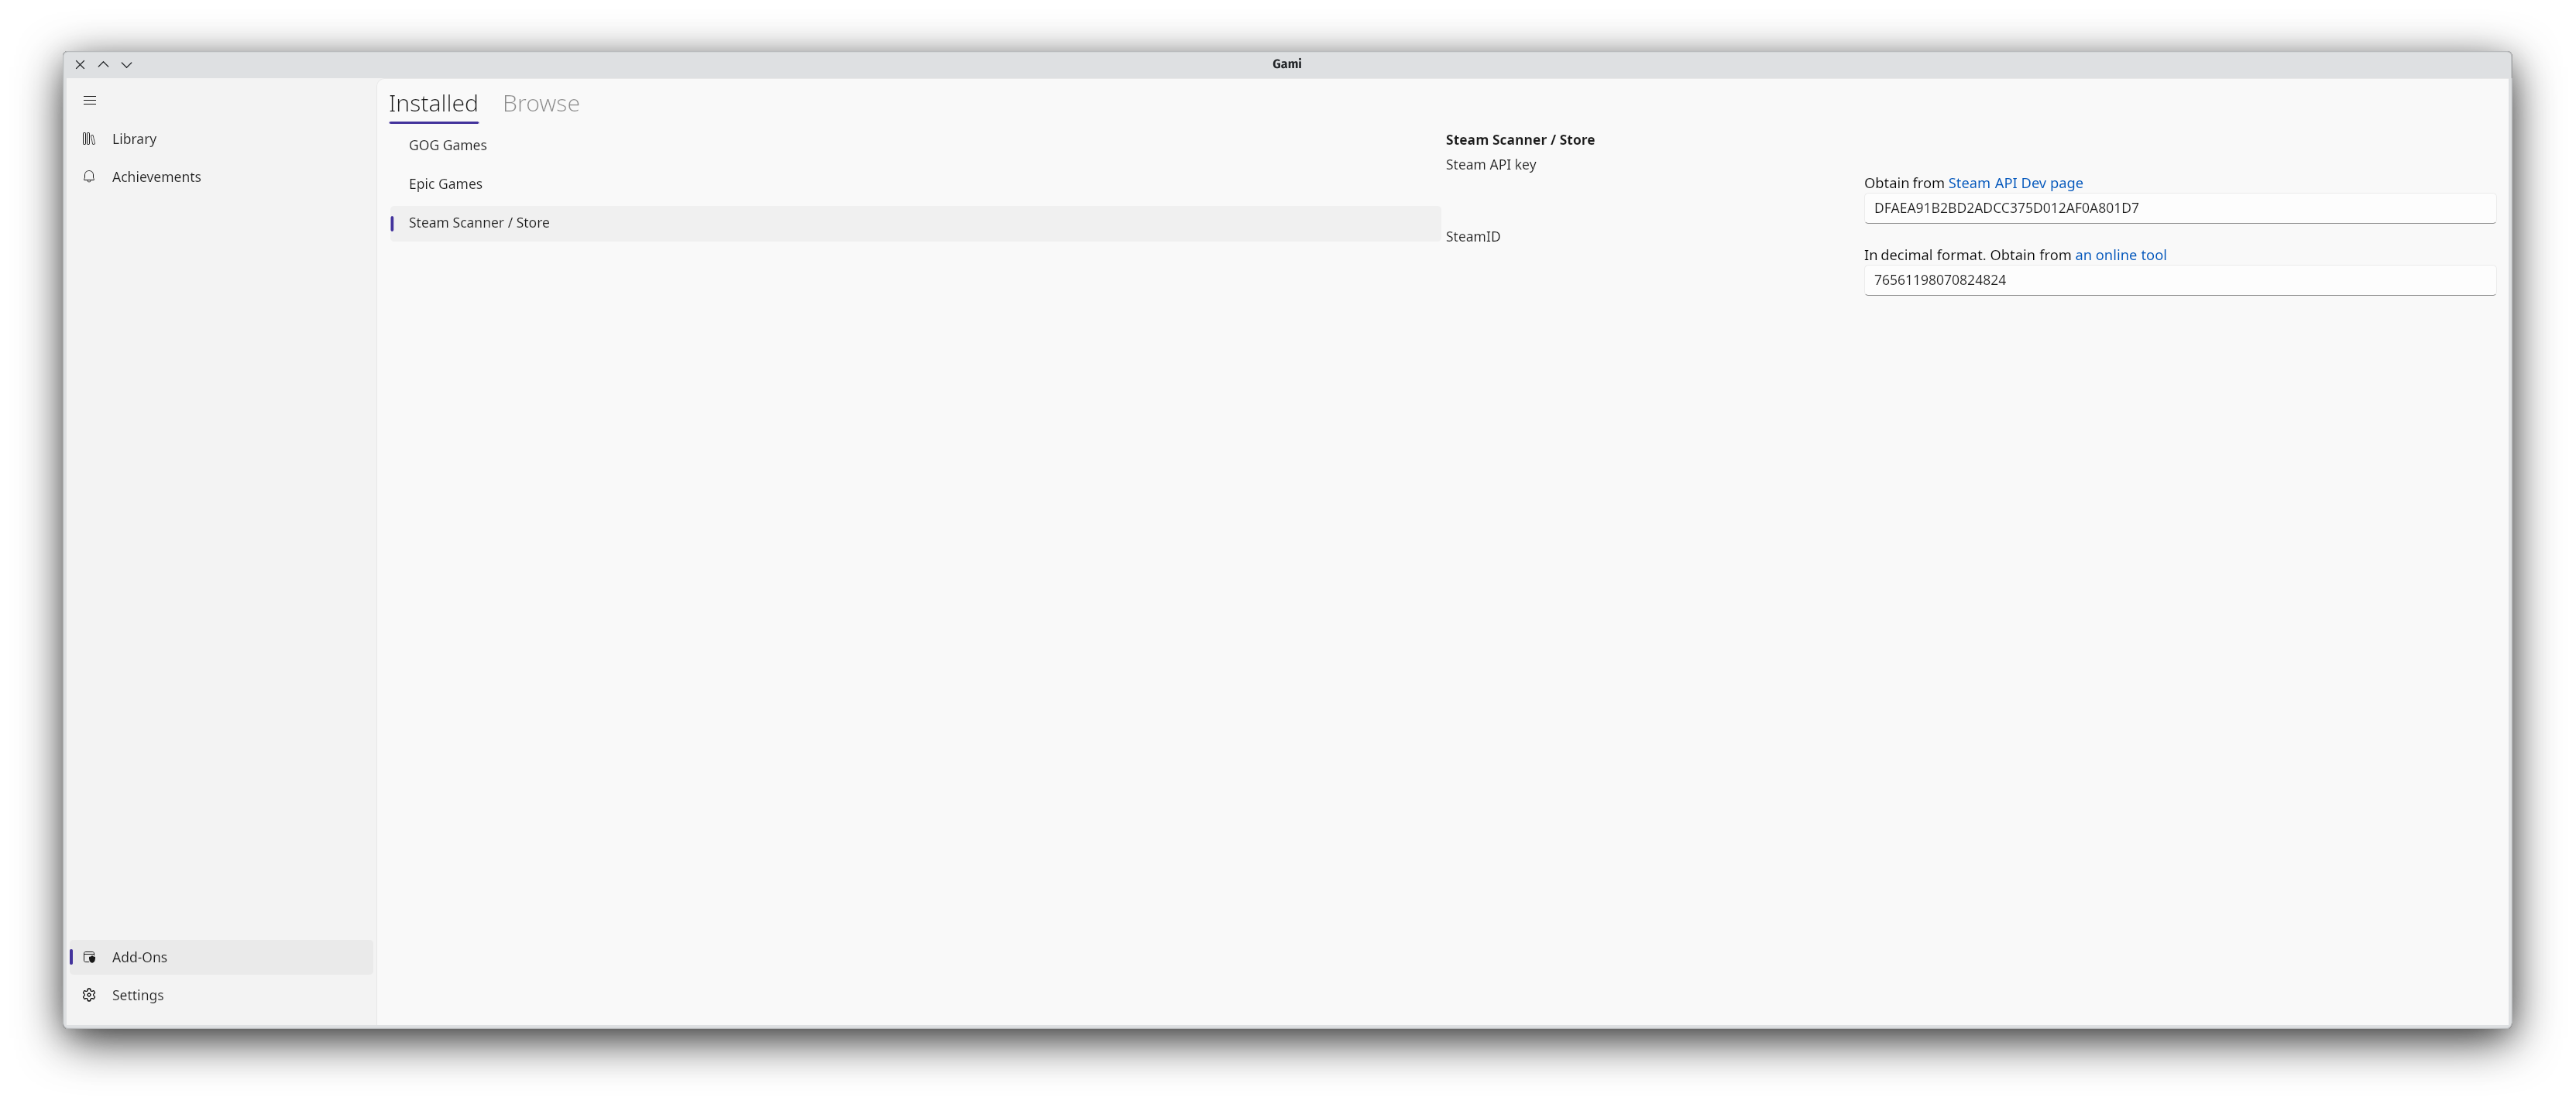 Gami
Library
Achievements
Add-Ons
Settings
Installed
Browse
GOG Games
Epic Games
Steam Scanner / Store
Steam Scanner / Store
Steam API key
Obtain from Steam API Dev page
DFAEA91B2BD2ADCC375D012AF0A801D7
SteamID
In decimal format. Obtain from an online tool
76561198070824824